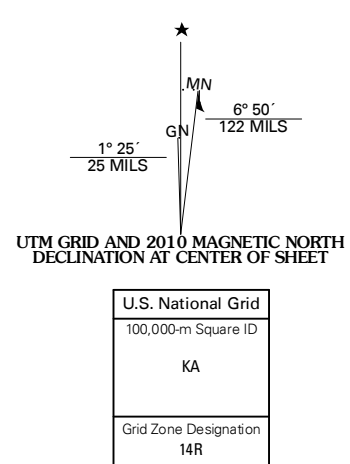 ★
MN
GN
6° 50´
122 MILS
1° 25´
25 MILS
UTM GRID AND 2010 MAGNETIC NORTH
DECLINATION AT CENTER OF SHEET
U.S. National Grid
100,000-m Square ID
KA
Grid Zone Designation
14R